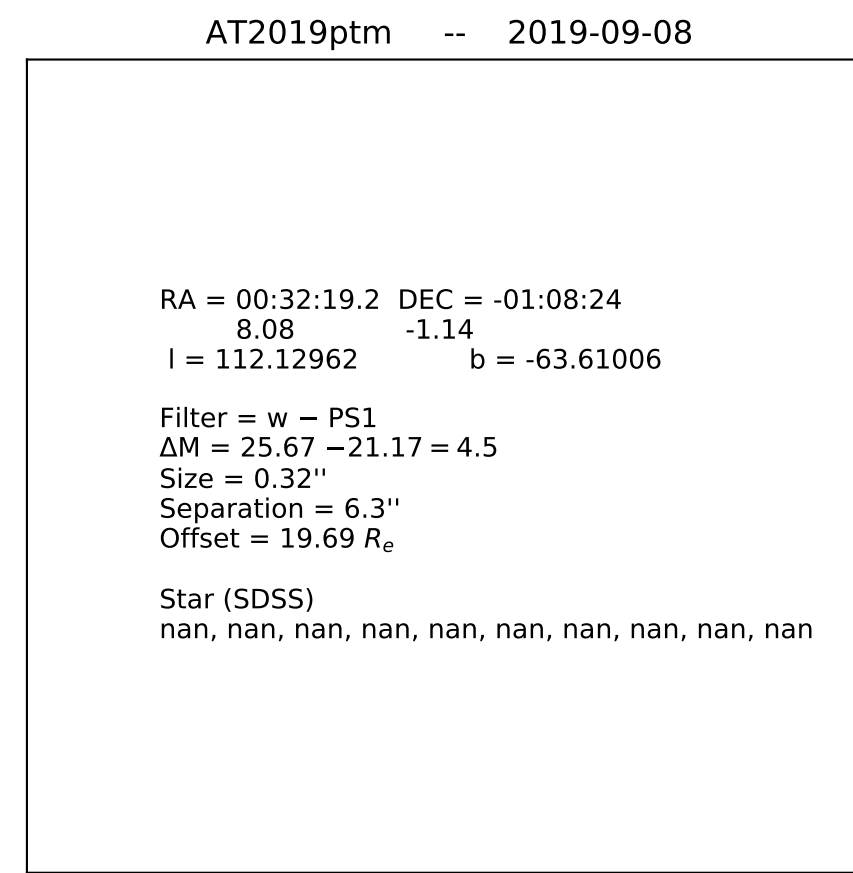 AT2019ptm -- 2019-09-08
RA = 00:32:19.2 DEC = -01:08:24
8.08 -1.14
l = 112.12962 b = -63.61006
Filter = w − PS1
ΔM = 25.67 −21.17 = 4.5
Size = 0.32''
Separation = 6.3''
Offset = 19.69 Rₑ
Star (SDSS)
nan, nan, nan, nan, nan, nan, nan, nan, nan, nan